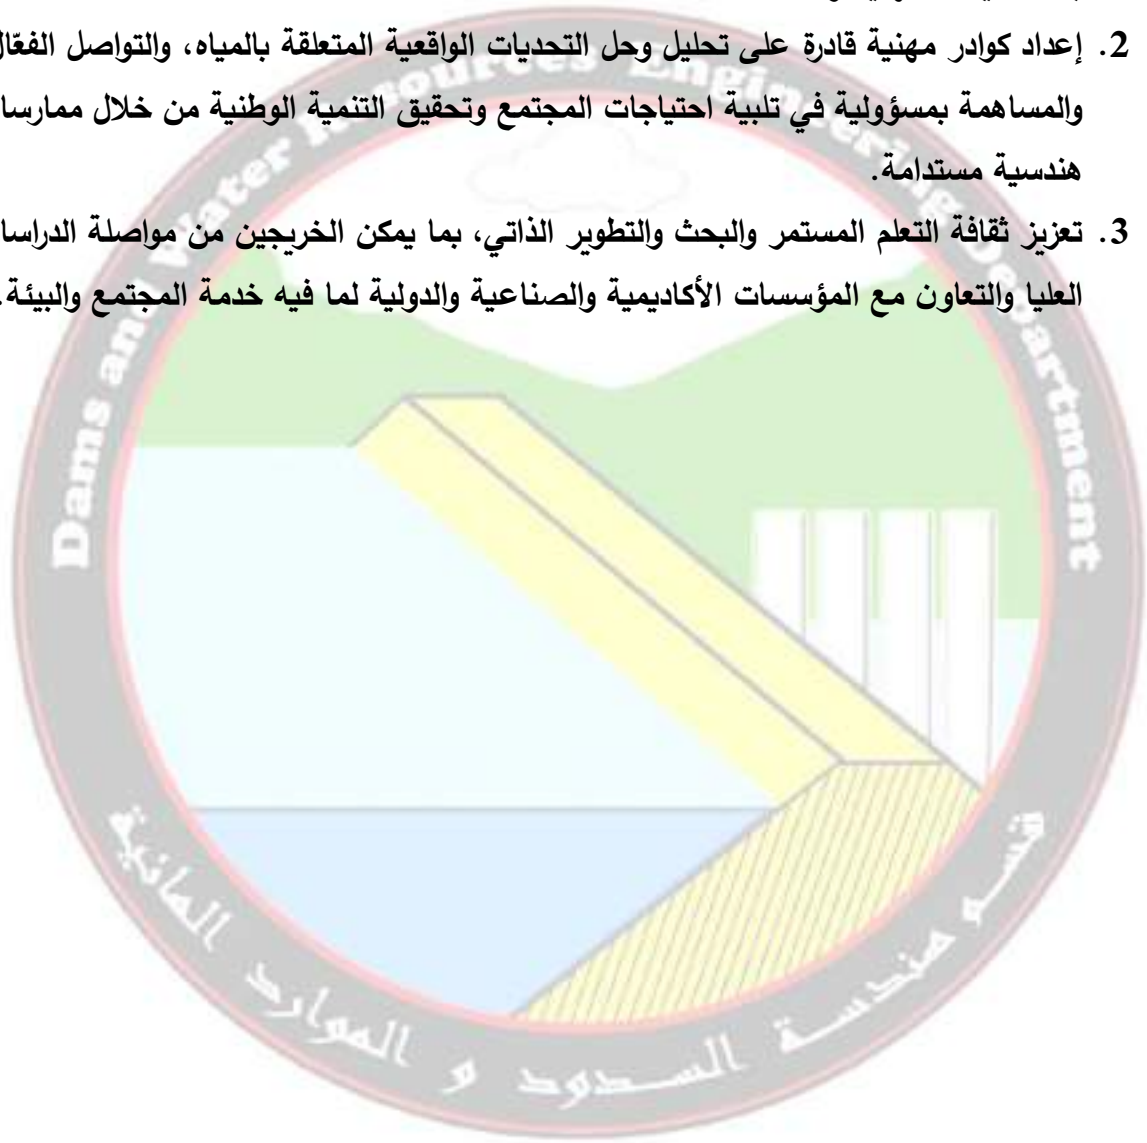 2. إعداد كوادر مهنية قادرة على تحليل وحل التحديات الواقعية المتعلقة بالمياه، والتواصل الفعّال
والمساهمة بمسؤولية في تلبية احتياجات المجتمع وتحقيق التنمية الوطنية من خلال ممارسا
هندسية مستدامة.
3. تعزيز ثقافة التعلم المستمر والبحث والتطوير الذاتي، بما يمكن الخريجين من مواصلة الدراسا
العليا والتعاون مع المؤسسات الأكاديمية والصناعية والدولية لما فيه خدمة المجتمع والبيئة.
Dams and Water Resources Engineering Department
قسم هندسة السدود و الموارد المائية